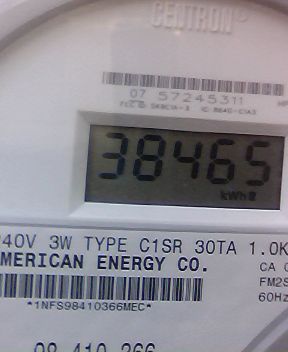 CENTRON®
07 57245311
38465
kWh
240V 3W TYPE C1SR 30TA 1.0K
MERICAN ENERGY CO.
CA
FM2S
60Hz
*1NFS98410366MEC*
98 410 366